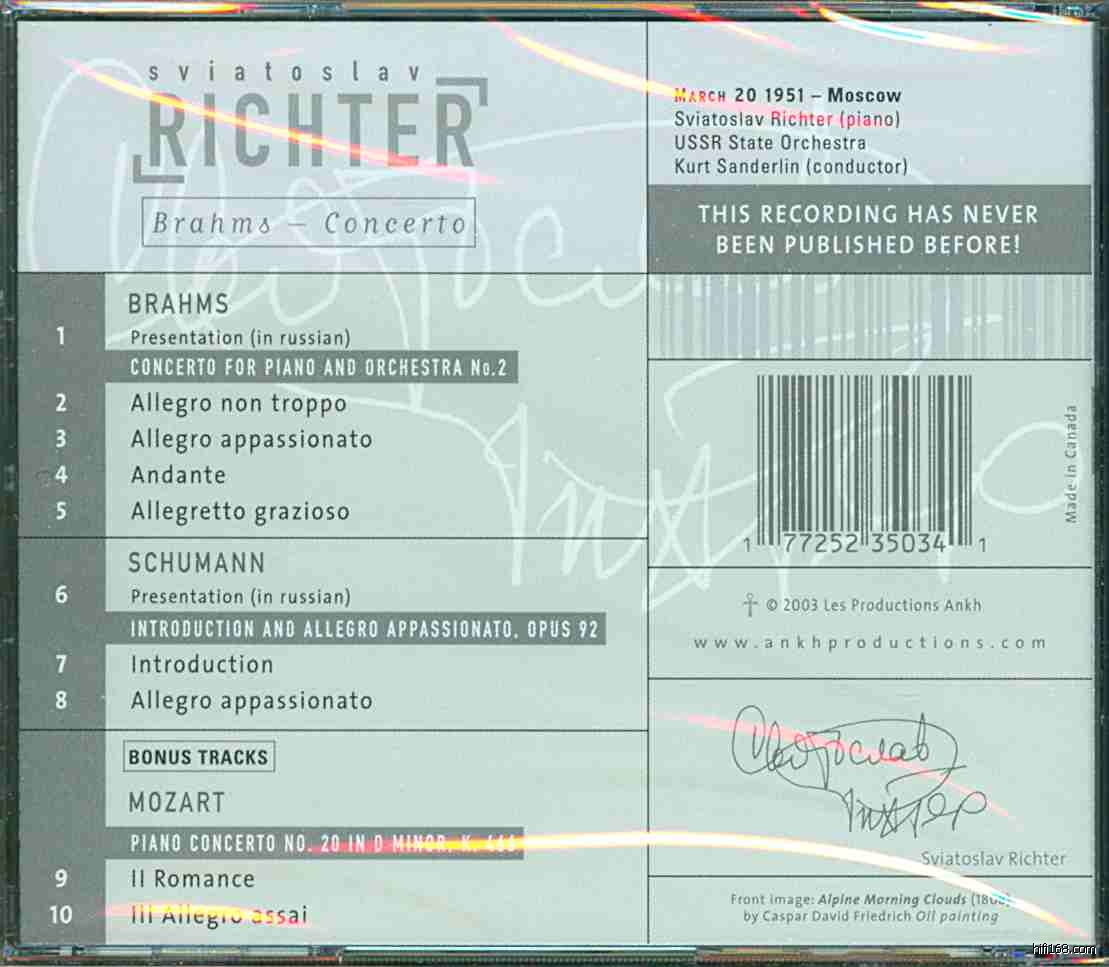 sviatoslav
RICHTER
Brahms – Concerto
BRAHMS
1 Presentation (in russian)
CONCERTO FOR PIANO AND ORCHESTRA No.2
2 Allegro non troppo
3 Allegro appassionato
4 Andante
5 Allegretto grazioso
SCHUMANN
6 Presentation (in russian)
INTRODUCTION AND ALLEGRO APPASSIONATO, OPUS 92
7 Introduction
8 Allegro appassionato
BONUS TRACKS
MOZART
PIANO CONCERTO NO. 20 IN D MINOR, K. 466
9 II Romance
10 III Allegro assai
MARCH 20 1951 – Moscow
Sviatoslav Richter (piano)
USSR State Orchestra
Kurt Sanderlin (conductor)
THIS RECORDING HAS NEVER
BEEN PUBLISHED BEFORE!
1 77252 35034 1
Made in Canada
© 2003 Les Productions Ankh
www.ankhproductions.com
Святослав
Рихтер
Sviatoslav Richter
Front image: Alpine Morning Clouds
by Caspar David Friedrich Oil painting
hifi168.com